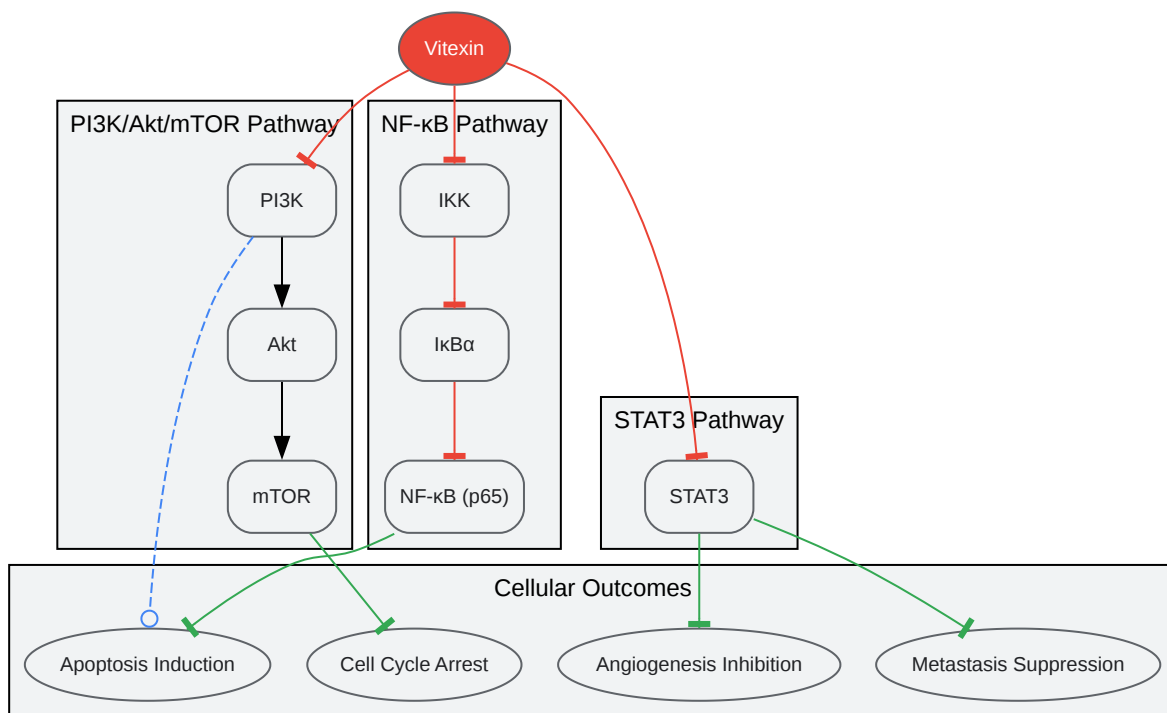 Vitexin
PI3K/Akt/mTOR Pathway
NF-κB Pathway
PI3K
IKK
Akt
IκBα
STAT3 Pathway
mTOR
NF-κB (p65)
STAT3
Cellular Outcomes
Apoptosis Induction
Cell Cycle Arrest
Angiogenesis Inhibition
Metastasis Suppression